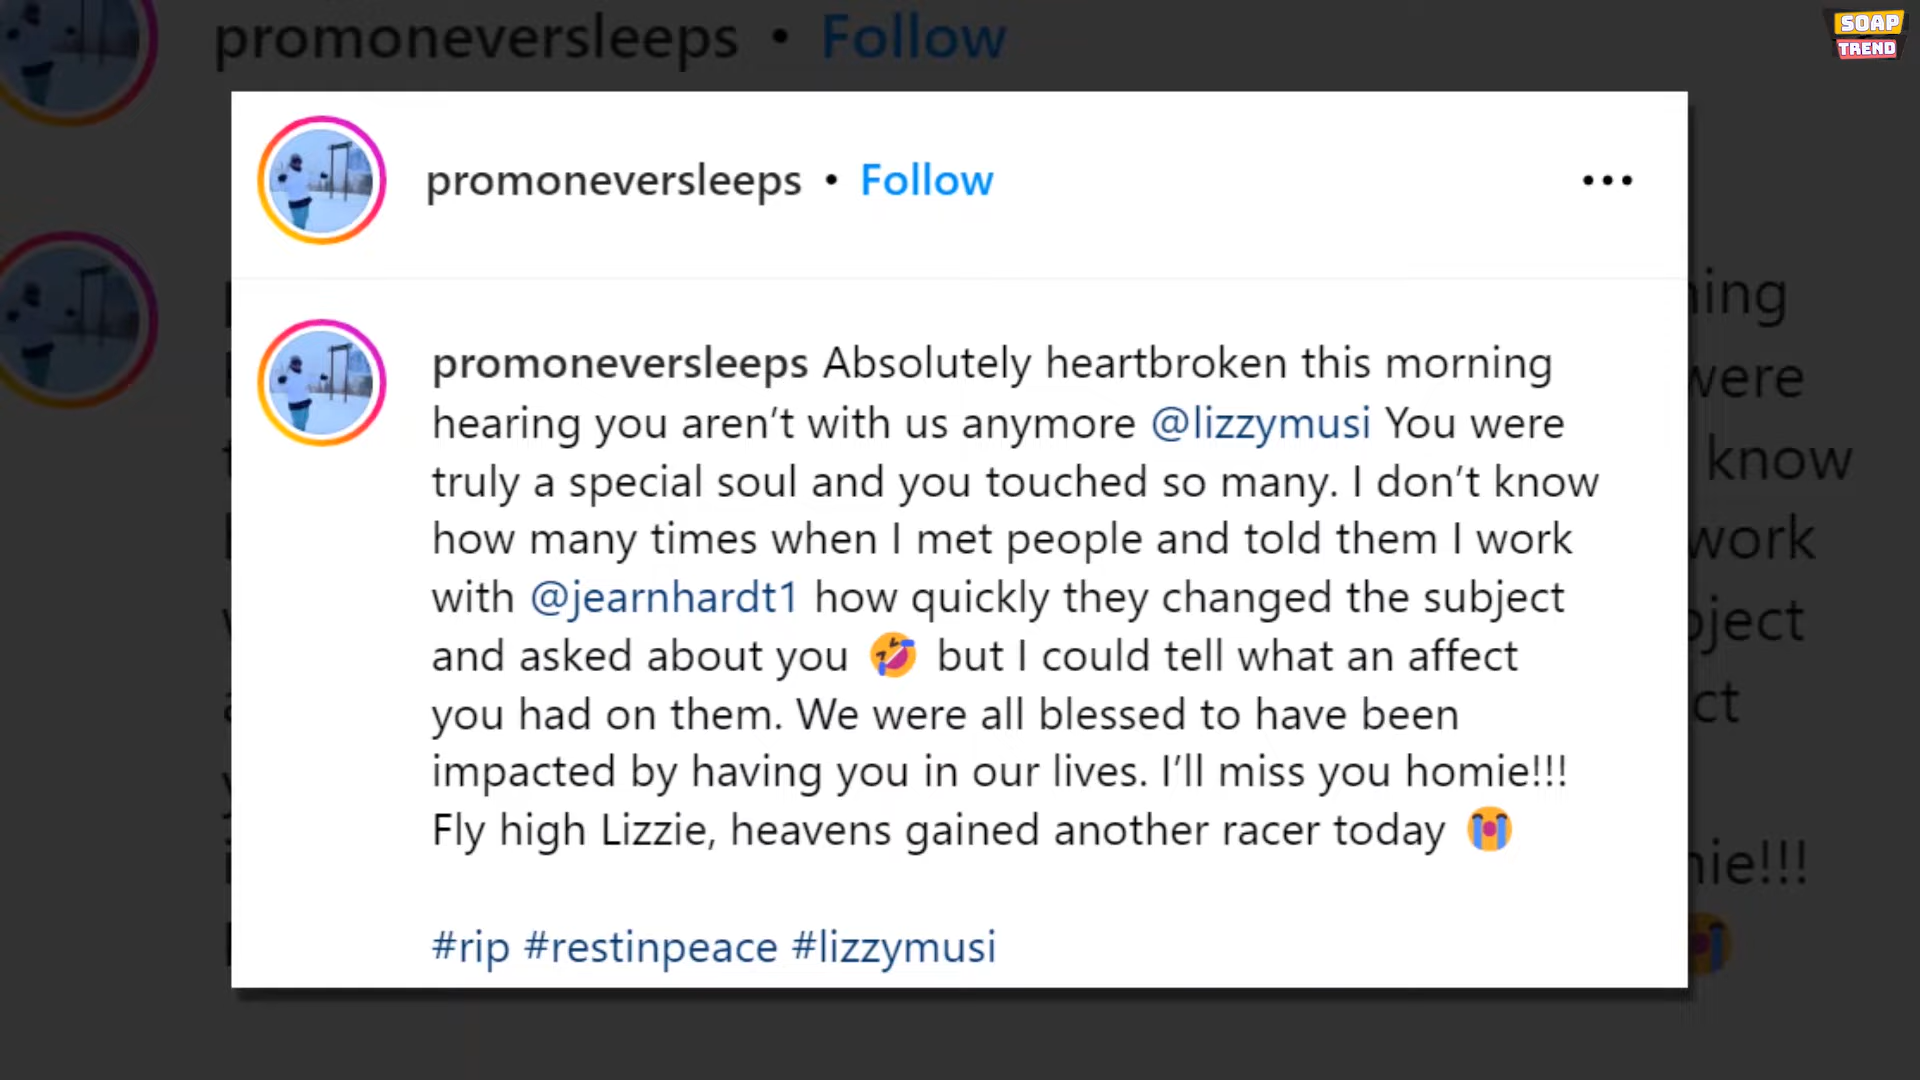 promoneversleeps • Follow
SOAP
TREND
promoneversleeps • Follow
promoneversleeps Absolutely heartbroken this morning
hearing you aren’t with us anymore @lizzymusi You were
truly a special soul and you touched so many. I don’t know
how many times when I met people and told them I work
with @jearnhardt1 how quickly they changed the subject
and asked about you 🤣 but I could tell what an affect
you had on them. We were all blessed to have been
impacted by having you in our lives. I’ll miss you homie!!!
Fly high Lizzie, heavens gained another racer today 😭
#rip #restinpeace #lizzymusi